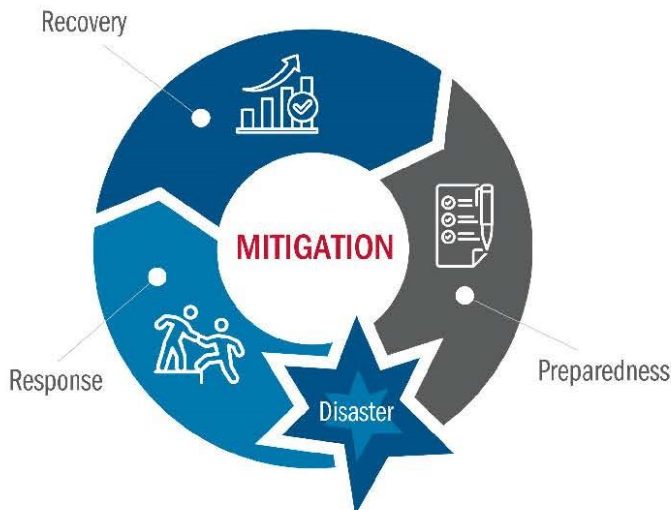 Recovery
MITIGATION
Response
Disaster
Preparedness